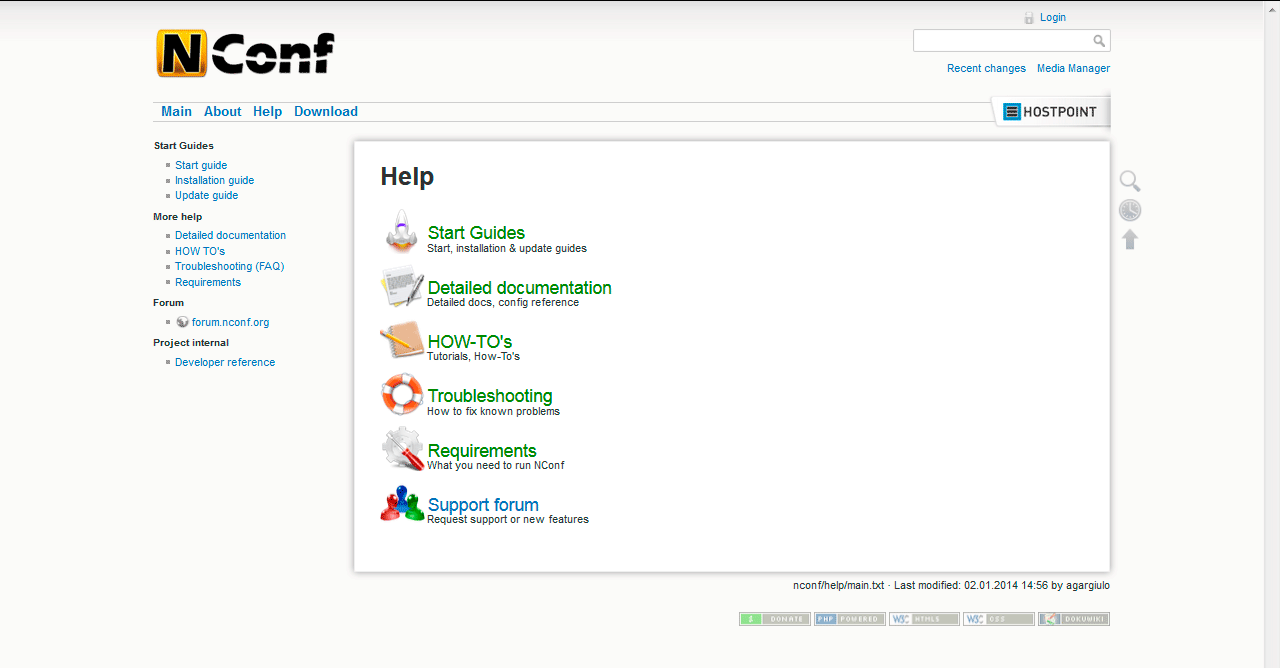 Login
NConf
Recent changes Media Manager
Main About Help Download
HOSTPOINT
Start Guides
Start guide
Installation guide
Update guide
More help
Detailed documentation
HOW TO's
Troubleshooting (FAQ)
Requirements
Forum
forum.nconf.org
Project internal
Developer reference
Help
Start Guides
Start, installation & update guides
Detailed documentation
Detailed docs, config reference
HOW-TO's
Tutorials, How-To's
Troubleshooting
How to fix known problems
Requirements
What you need to run NConf
Support forum
Request support or new features
nconf/help/main.txt · Last modified: 02.01.2014 14:56 by agargiulo
$ DONATE PHP POWERED W3C HTML5 W3C CSS DOKUWIKI